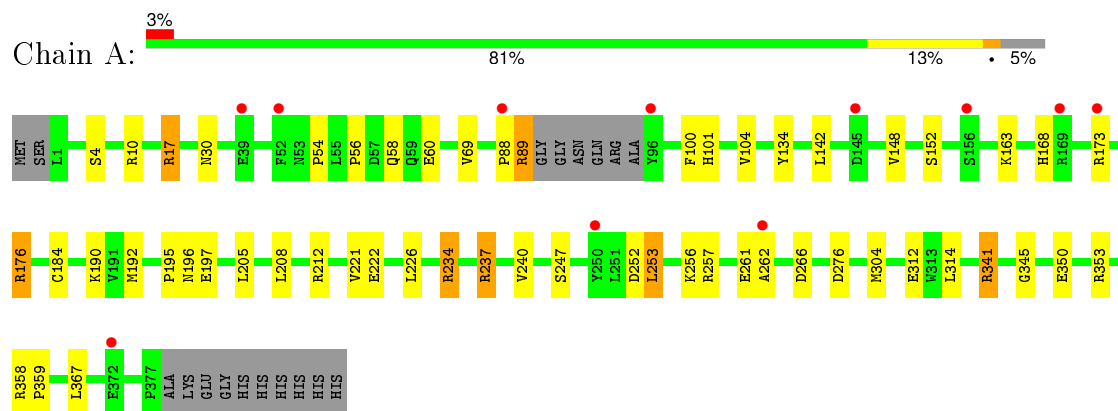 3%
Chain A:
81% 13% • 5%
MET SER L1 S4 R10 R17 N30 E39 F52 N53 P54 L55 P56 D57 Q58 Q59 E60 V69 P88 R89 GLY GLY ASN GLN ARG ALA Y96 F100 H101 V104 Y134 L142 D145 V148 S152 S156 K163 H168 R169 R173
R176 C184 K190 V191 M192 P195 N196 E197 L205 L208 R212 V221 E222 L226 R234 R237 V240 S247 Y250 L251 D252 L253 K256 R257 E261 A262 D266 D276 M304 E312 W313 L314 R341 G345 E350 R353
R358 P359 L367 E372 P377 ALA LYS GLU GLY HIS HIS HIS HIS HIS HIS